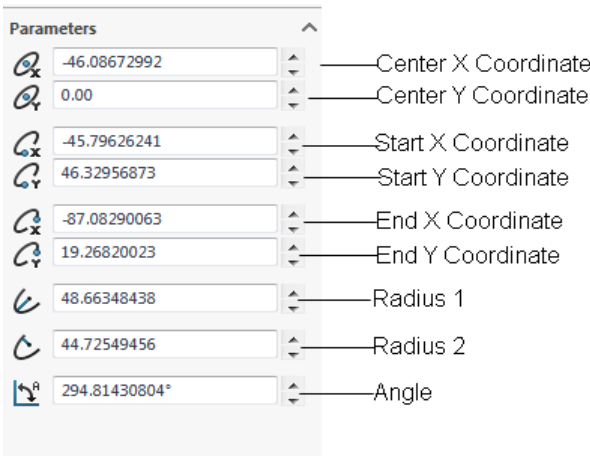 Parameters
-46.08672992 Center X Coordinate
0.00 Center Y Coordinate
-45.79626241 Start X Coordinate
46.32956873 Start Y Coordinate
-87.08290063 End X Coordinate
19.26820023 End Y Coordinate
48.66348438 Radius 1
44.72549456 Radius 2
294.81430804° Angle